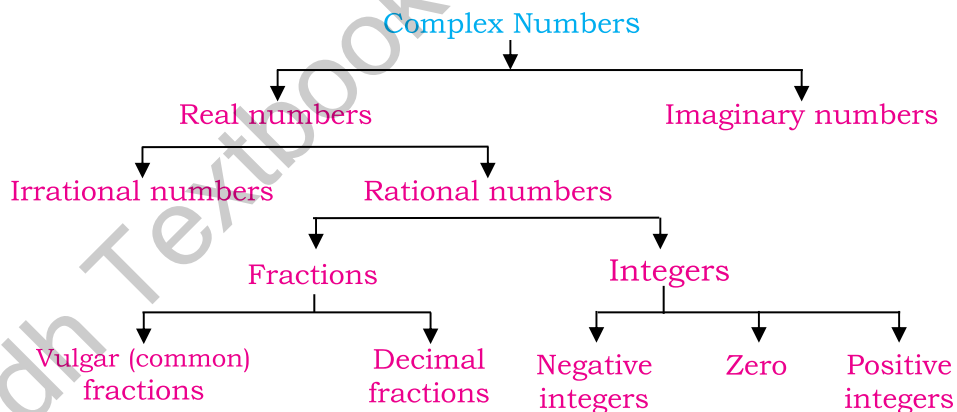 Complex Numbers
Real numbers
Imaginary numbers
Irrational numbers
Rational numbers
Fractions
Integers
Vulgar (common)
fractions
Decimal
fractions
Negative
integers
Zero
Positive
integers
dh Textbook